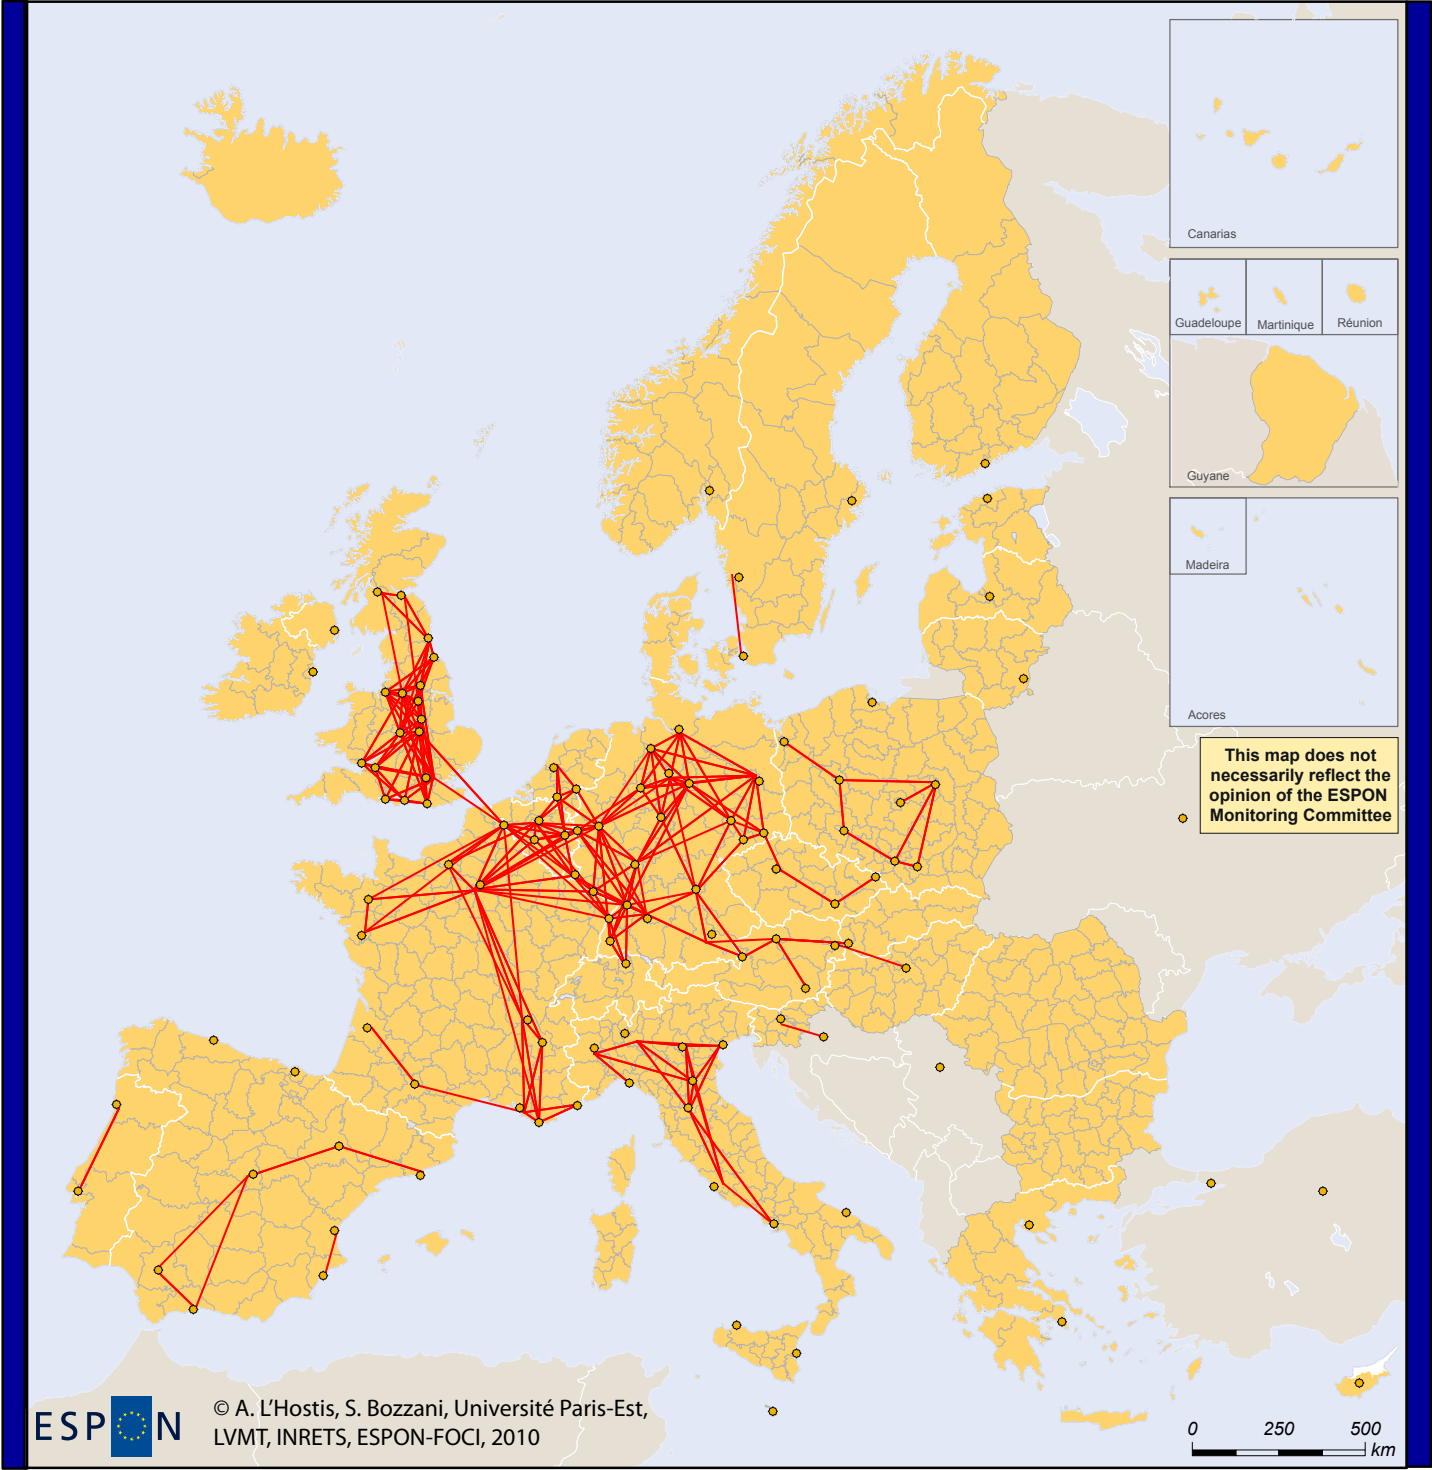 Canarias
Guadeloupe
Martinique
Réunion
Guyane
Madeira
Acores
This map does not
necessarily reflect the
opinion of the ESPON
Monitoring Committee
ESPON
© A. L'Hostis, S. Bozzani, Université Paris-Est,
LVMT, INRETS, ESPON-FOCI, 2010
0 250 500
km